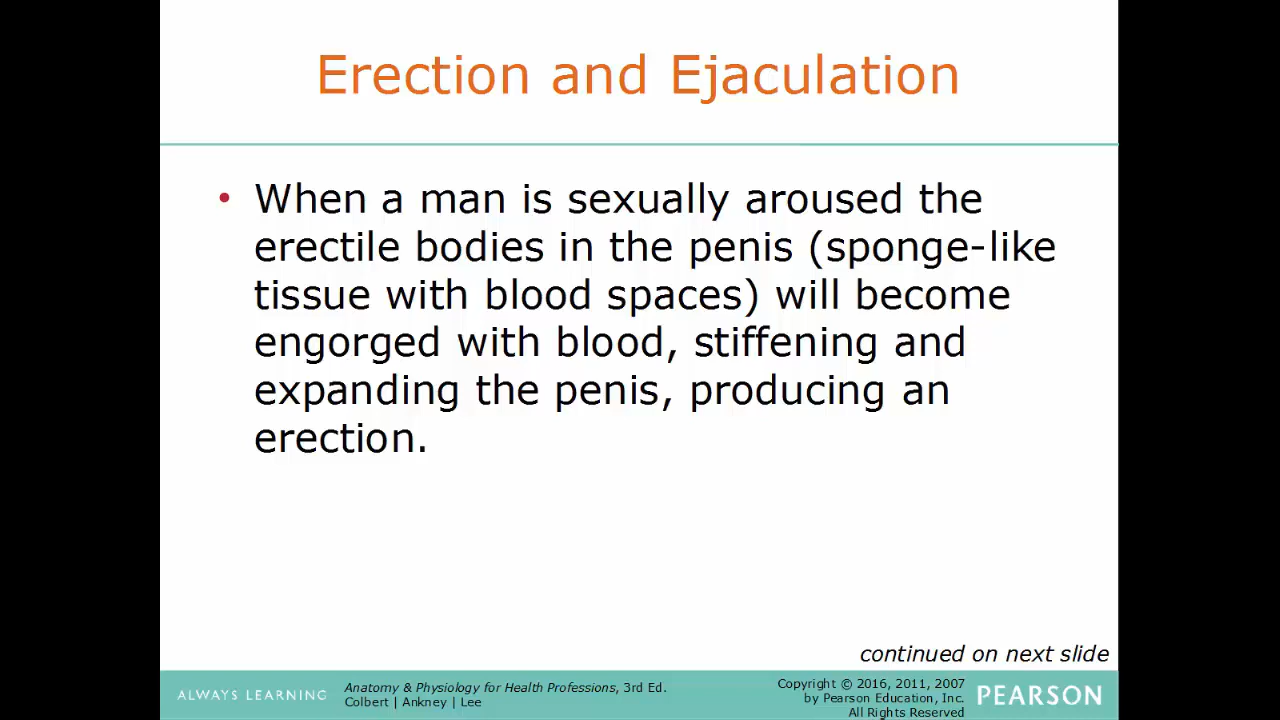 Erection and Ejaculation
• When a man is sexually aroused the
erectile bodies in the penis (sponge-like
tissue with blood spaces) will become
engorged with blood, stiffening and
expanding the penis, producing an
erection.
continued on next slide
ALWAYS LEARNING
Anatomy & Physiology for Health Professions, 3rd Ed.
Colbert | Ankney | Lee
Copyright © 2016, 2011, 2007
by Pearson Education, Inc.
All Rights Reserved
PEARSON